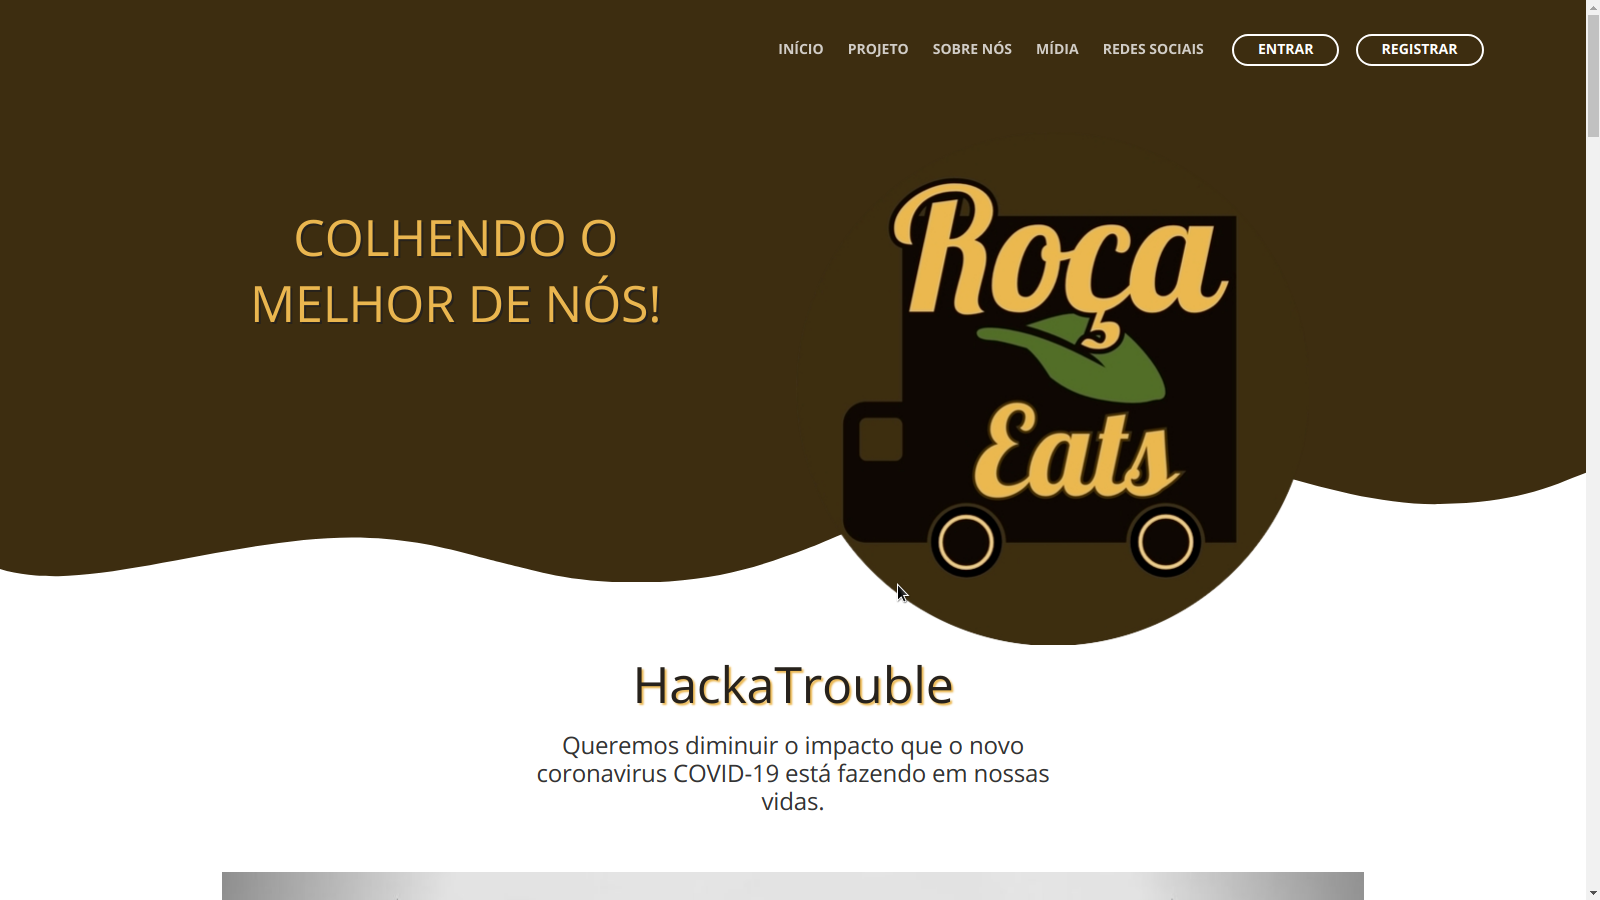 INÍCIO PROJETO SOBRE NÓS MÍDIA REDES SOCIAIS ENTRAR REGISTRAR
COLHENDO O
MELHOR DE NÓS!
Roça
Eats
HackaTrouble
Queremos diminuir o impacto que o novo
coronavirus COVID-19 está fazendo em nossas
vidas.